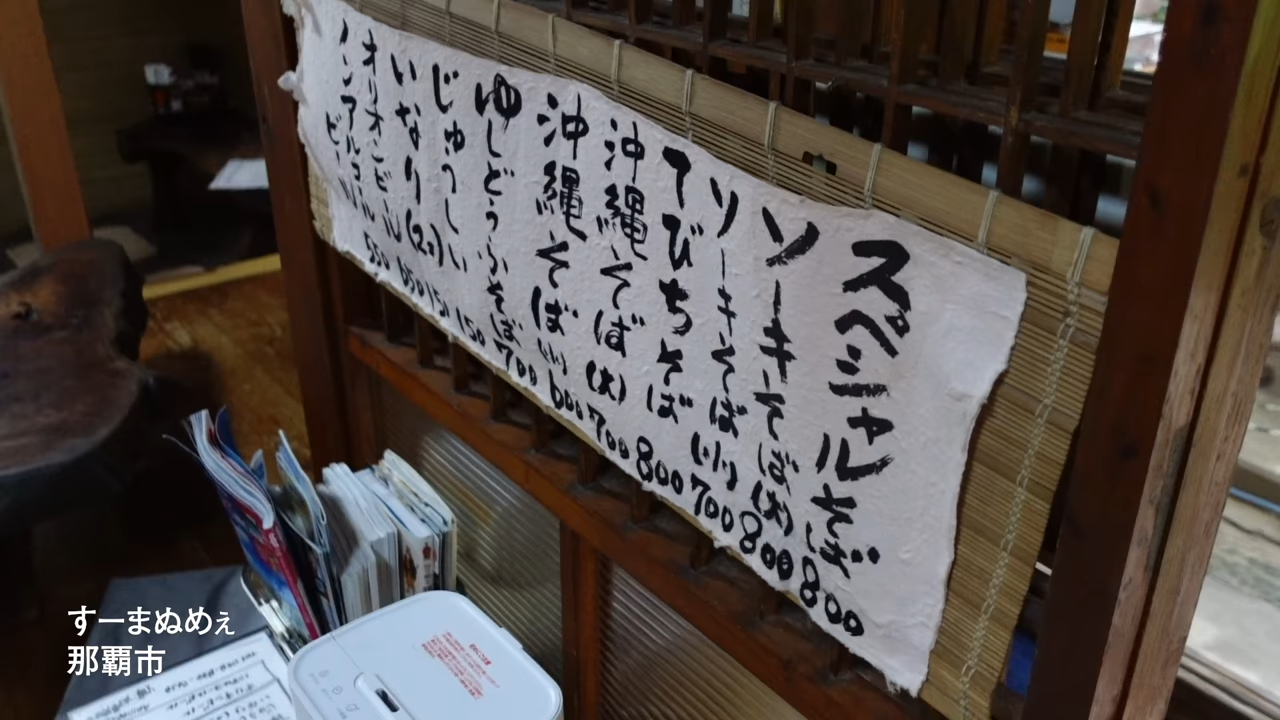 スペシャルそば 800
ソーキそば(大) 800
ソーキそば(小) 700
てびちそば 800
沖縄そば(大) 700
沖縄そば(小) 600
ゆしどうふそば 700
じゅうしい 150
いなり(2コ) 150
オリオンビール 650
ノンアルコールビール 550
すーまぬめぇ
那覇市